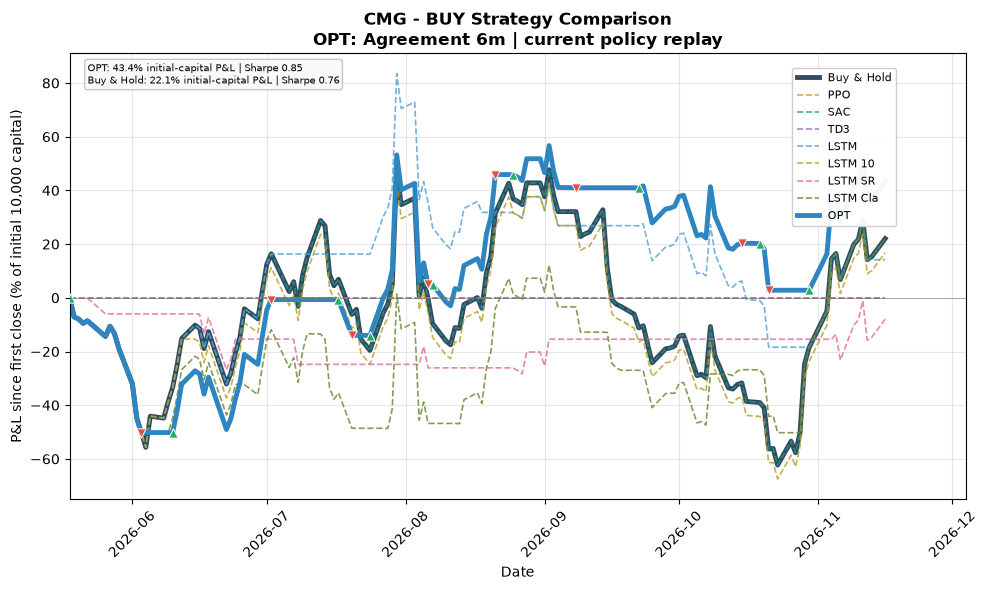 CMG - BUY Strategy Comparison
OPT: Agreement 6m | current policy replay
OPT: 43.4% initial-capital P&L | Sharpe 0.85
Buy & Hold: 22.1% initial-capital P&L | Sharpe 0.76
Buy & Hold
PPO
SAC
TD3
LSTM
LSTM 10
LSTM SR
LSTM Cla
OPT
P&L since first close (% of initial 10,000 capital)
80
60
40
20
0
−20
−40
−60
2026-06
2026-07
2026-08
2026-09
2026-10
2026-11
2026-12
Date